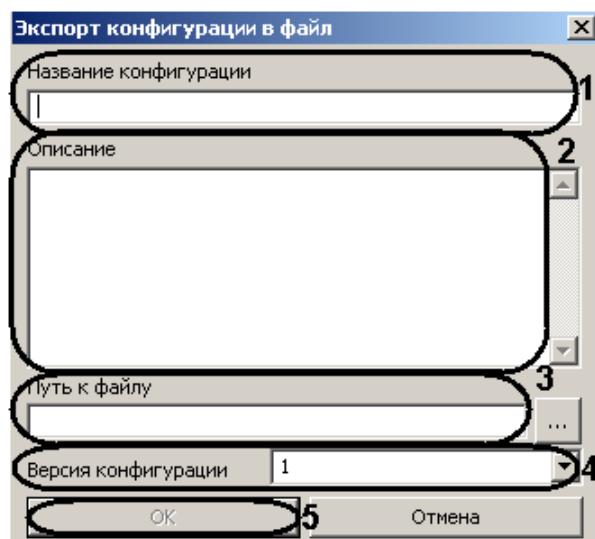 Экспорт конфигурации в файл
Название конфигурации
1
Описание
2
Путь к файлу
3
...
Версия конфигурации 1
4
OK
5
Отмена